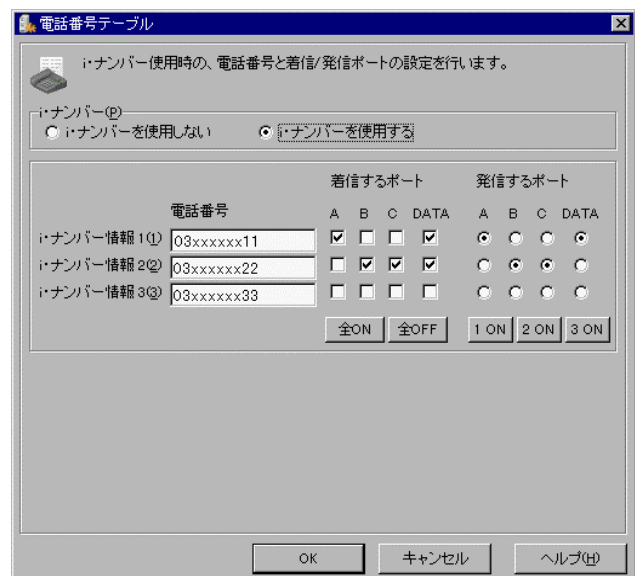 電話番号テーブル
i・ナンバー使用時の、電話番号と着信/発信ポートの設定を行います。
i・ナンバー(P)
i・ナンバーを使用しない i・ナンバーを使用する
着信するポート 発信するポート
電話番号 A B C DATA A B C DATA
i・ナンバー情報1(1) 03xxxxxx11
i・ナンバー情報2(2) 03xxxxxx22
i・ナンバー情報3(3) 03xxxxxx33
全ON 全OFF 1 ON 2 ON 3 ON
OK キャンセル ヘルプ(H)